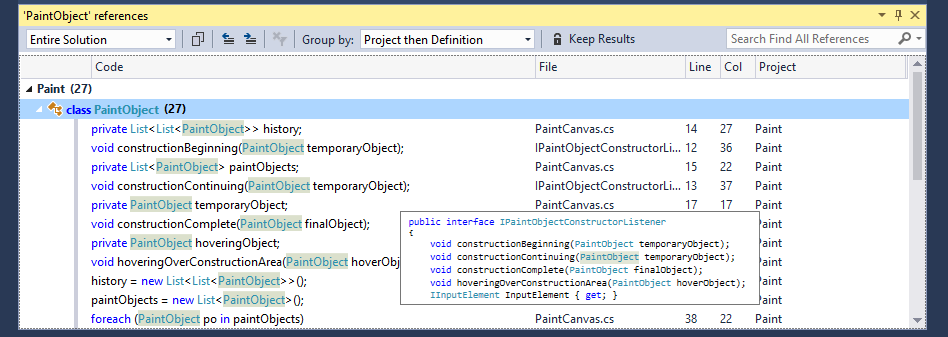 'PaintObject' references
Entire Solution Group by: Project then Definition Keep Results Search Find All References
Code File Line Col Project
Paint (27)
class PaintObject (27)
private List<List<PaintObject>> history; PaintCanvas.cs 14 27 Paint
void constructionBeginning(PaintObject temporaryObject); IPaintObjectConstructorLi... 12 36 Paint
private List<PaintObject> paintObjects; PaintCanvas.cs 15 22 Paint
void constructionContinuing(PaintObject temporaryObject); IPaintObjectConstructorLi... 13 37 Paint
private PaintObject temporaryObject; PaintCanvas.cs 17 17 Paint
void constructionComplete(PaintObject finalObject);
private PaintObject hoveringObject;
void hoveringOverConstructionArea(PaintObject hoverO
history = new List<List<PaintObject>>();
paintObjects = new List<PaintObject>();
foreach (PaintObject po in paintObjects) PaintCanvas.cs 38 22 Paint
public interface IPaintObjectConstructorListener
{
void constructionBeginning(PaintObject temporaryObject);
void constructionContinuing(PaintObject temporaryObject);
void constructionComplete(PaintObject finalObject);
void hoveringOverConstructionArea(PaintObject hoverObject);
IInputElement InputElement { get; }